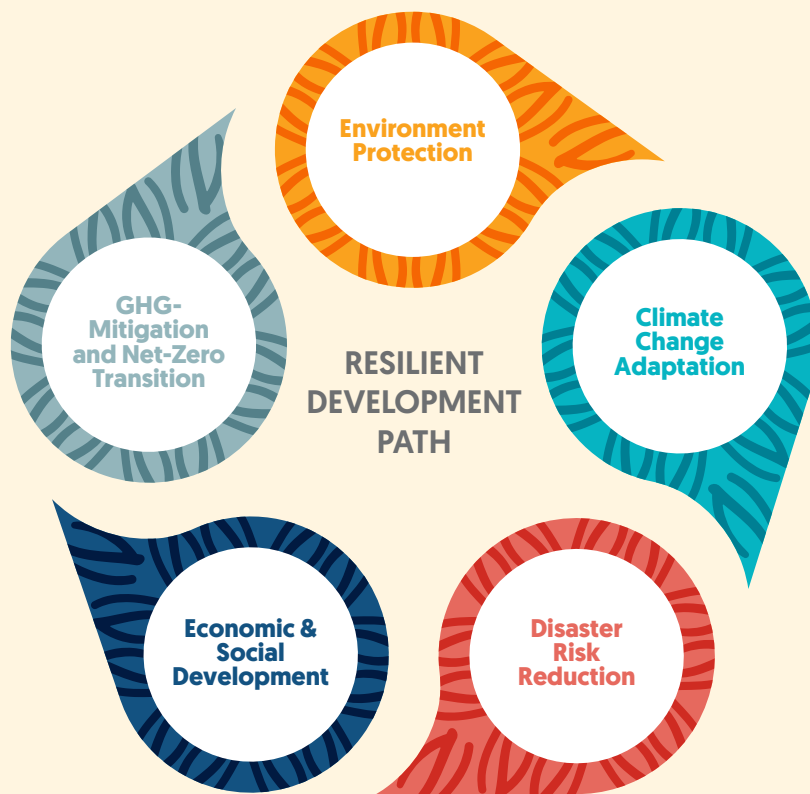 Environment
Protection
Climate
Change
Adaptation
Disaster
Risk
Reduction
Economic &
Social
Development
GHG-
Mitigation
and Net-Zero
Transition
RESILIENT
DEVELOPMENT
PATH